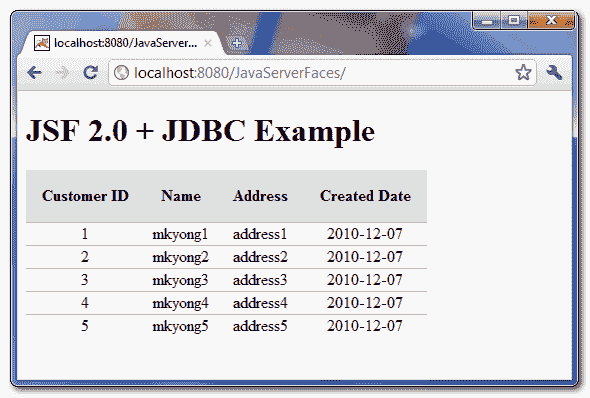 localhost:8080/JavaServer...
localhost:8080/JavaServerFaces/
JSF 2.0 + JDBC Example
Customer ID Name Address Created Date
1 mkyong1 address1 2010-12-07
2 mkyong2 address2 2010-12-07
3 mkyong3 address3 2010-12-07
4 mkyong4 address4 2010-12-07
5 mkyong5 address5 2010-12-07